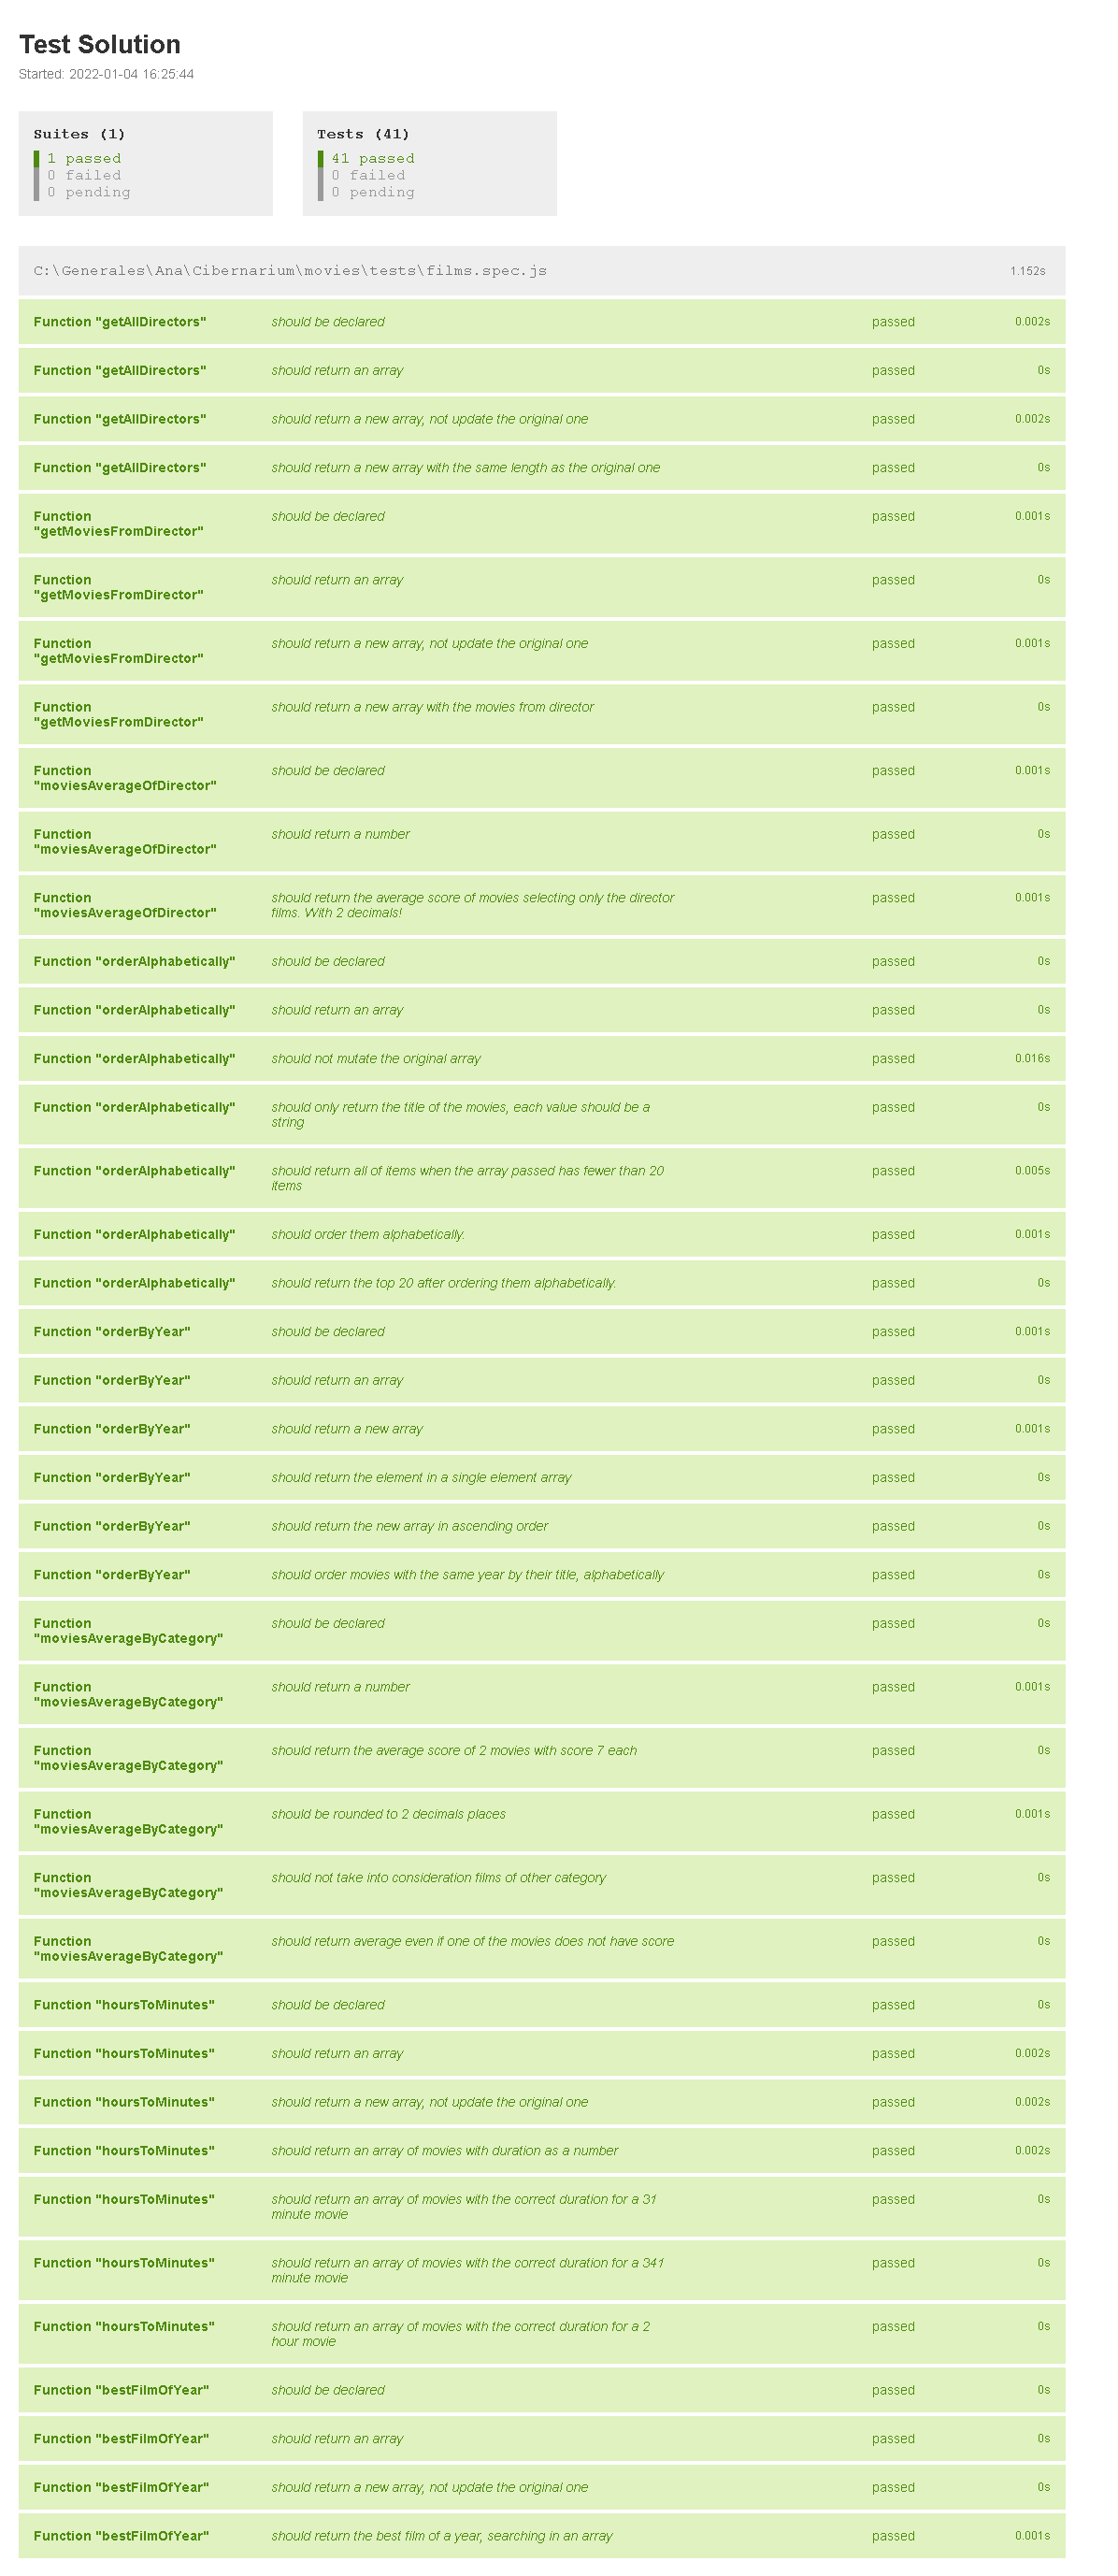 Test Solution
Started: 2022-01-04 16:25:44
Suites (1)
1 passed
0 failed
0 pending
Tests (41)
41 passed
0 failed
0 pending
C:\Generales\Ana\Cibernarium\movies\tests\films.spec.js 1.152s
Function "getAllDirectors" should be declared passed 0.002s
Function "getAllDirectors" should return an array passed 0s
Function "getAllDirectors" should return a new array, not update the original one passed 0.002s
Function "getAllDirectors" should return a new array with the same length as the original one passed 0s
Function should be declared passed 0.001s
"getMoviesFromDirector"
Function should return an array passed 0s
"getMoviesFromDirector"
Function should return a new array, not update the original one passed 0.001s
"getMoviesFromDirector"
Function should return a new array with the movies from director passed 0s
"getMoviesFromDirector"
Function should be declared passed 0.001s
"moviesAverageOfDirector"
Function should return a number passed 0s
"moviesAverageOfDirector"
Function should return the average score of movies selecting only the director passed 0.001s
"moviesAverageOfDirector" films. With 2 decimals!
Function "orderAlphabetically" should be declared passed 0s
Function "orderAlphabetically" should return an array passed 0s
Function "orderAlphabetically" should not mutate the original array passed 0.016s
Function "orderAlphabetically" should only return the title of the movies, each value should be a passed 0s
string
Function "orderAlphabetically" should return all of items when the array passed has fewer than 20 passed 0.005s
items
Function "orderAlphabetically" should order them alphabetically. passed 0.001s
Function "orderAlphabetically" should return the top 20 after ordering them alphabetically. passed 0s
Function "orderByYear" should be declared passed 0.001s
Function "orderByYear" should return an array passed 0s
Function "orderByYear" should return a new array passed 0.001s
Function "orderByYear" should return the element in a single element array passed 0s
Function "orderByYear" should return the new array in ascending order passed 0s
Function "orderByYear" should order movies with the same year by their title, alphabetically passed 0s
Function should be declared passed 0s
"moviesAverageByCategory"
Function should return a number passed 0.001s
"moviesAverageByCategory"
Function should return the average score of 2 movies with score 7 each passed 0s
"moviesAverageByCategory"
Function should be rounded to 2 decimals places passed 0.001s
"moviesAverageByCategory"
Function should not take into consideration films of other category passed 0s
"moviesAverageByCategory"
Function should return average even if one of the movies does not have score passed 0s
"moviesAverageByCategory"
Function "hoursToMinutes" should be declared passed 0s
Function "hoursToMinutes" should return an array passed 0.002s
Function "hoursToMinutes" should return a new array, not update the original one passed 0.002s
Function "hoursToMinutes" should return an array of movies with duration as a number passed 0.002s
Function "hoursToMinutes" should return an array of movies with the correct duration for a 31 passed 0s
minute movie
Function "hoursToMinutes" should return an array of movies with the correct duration for a 341 passed 0s
minute movie
Function "hoursToMinutes" should return an array of movies with the correct duration for a 2 passed 0s
hour movie
Function "bestFilmOfYear" should be declared passed 0s
Function "bestFilmOfYear" should return an array passed 0s
Function "bestFilmOfYear" should return a new array, not update the original one passed 0s
Function "bestFilmOfYear" should return the best film of a year, searching in an array passed 0.001s